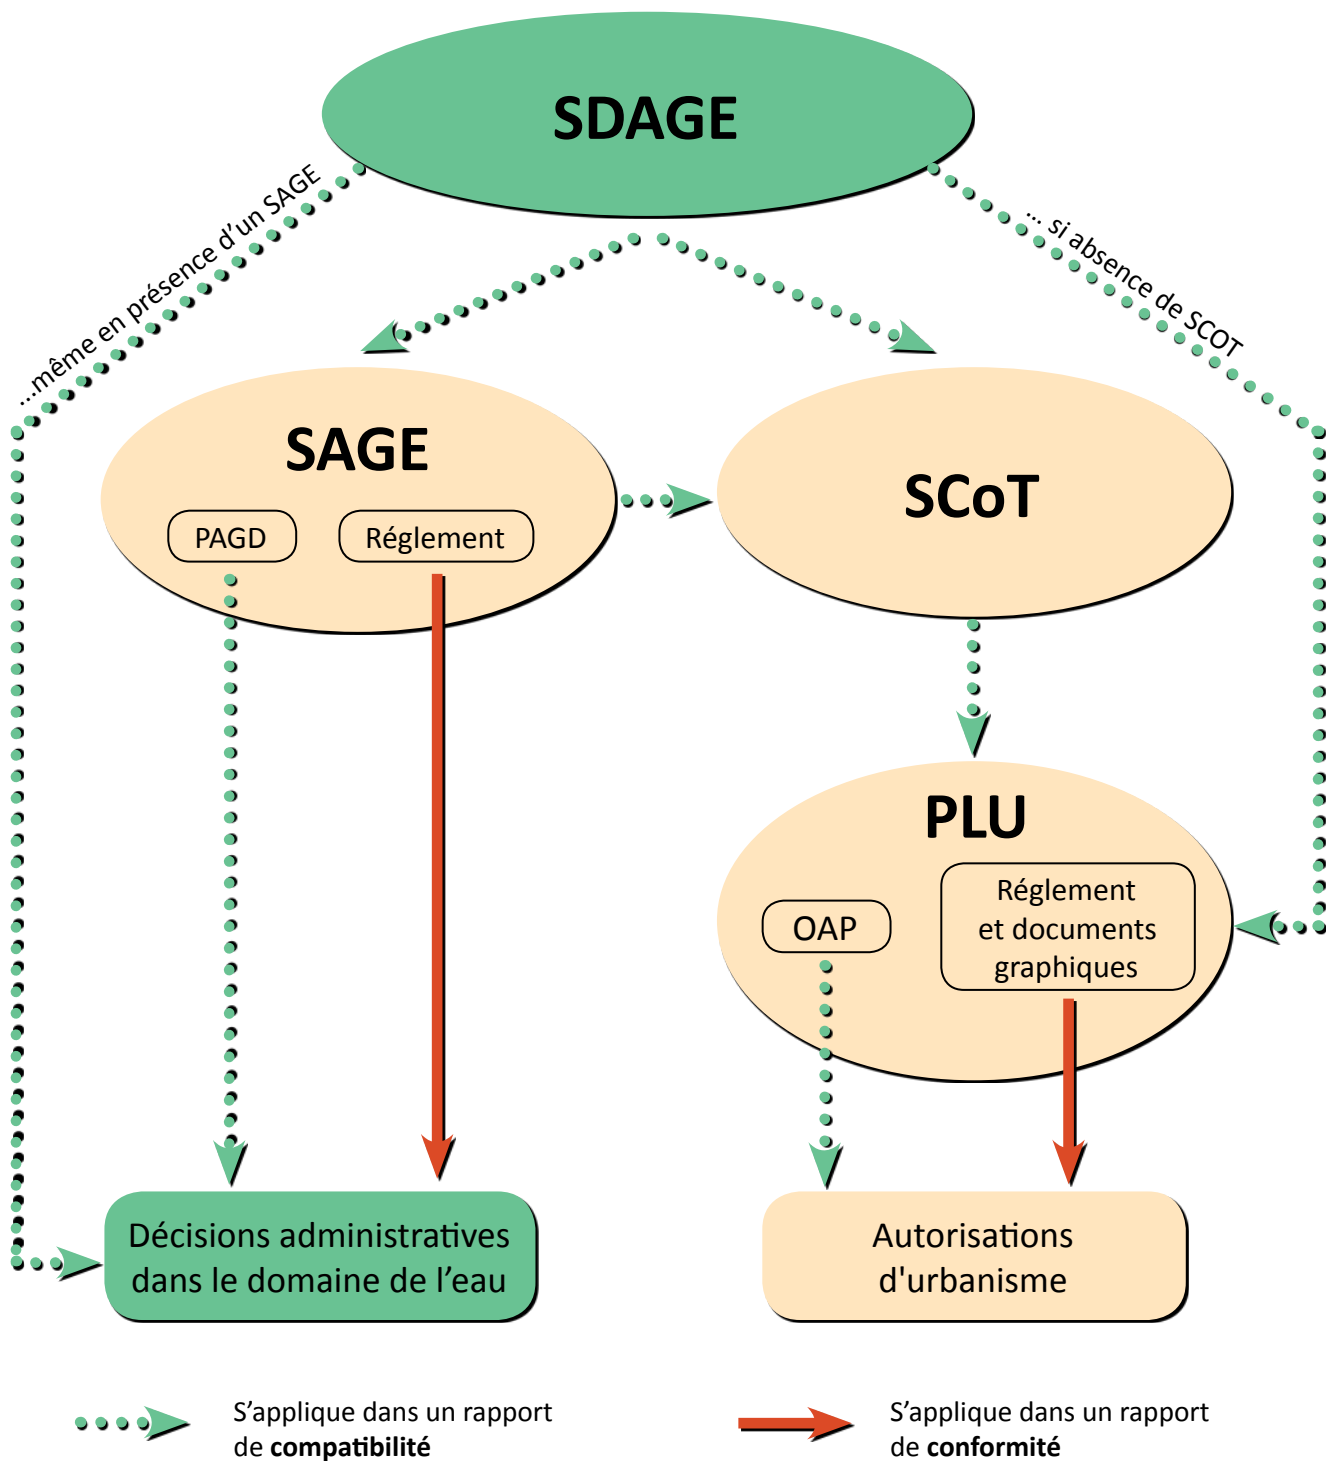 SDAGE
...même en présence d'un SAGE
... si absence de SCOT
SAGE
PAGD
Réglement
SCoT
PLU
OAP
Réglement
et documents
graphiques
Décisions administratives
dans le domaine de l'eau
Autorisations
d'urbanisme
S'applique dans un rapport
de compatibilité
S'applique dans un rapport
de conformité